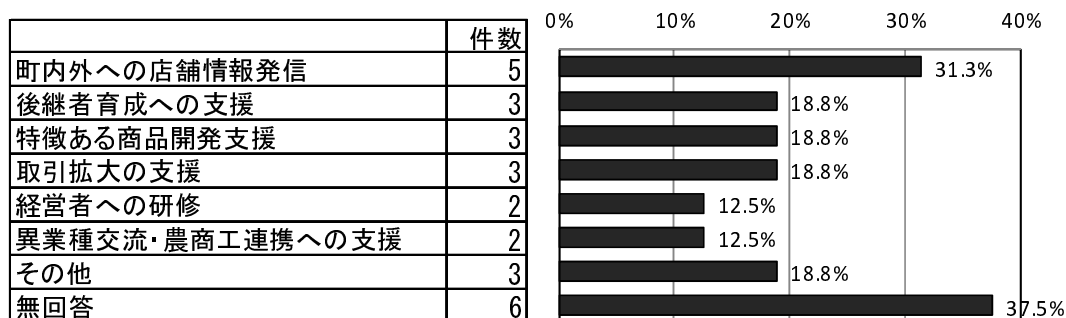 0% 10% 20% 30% 40%
件数
町内外への店舗情報発信 5 31.3%
後継者育成への支援 3 18.8%
特徴ある商品開発支援 3 18.8%
取引拡大の支援 3 18.8%
経営者への研修 2 12.5%
異業種交流・農商工連携への支援 2 12.5%
その他 3 18.8%
無回答 6 37.5%